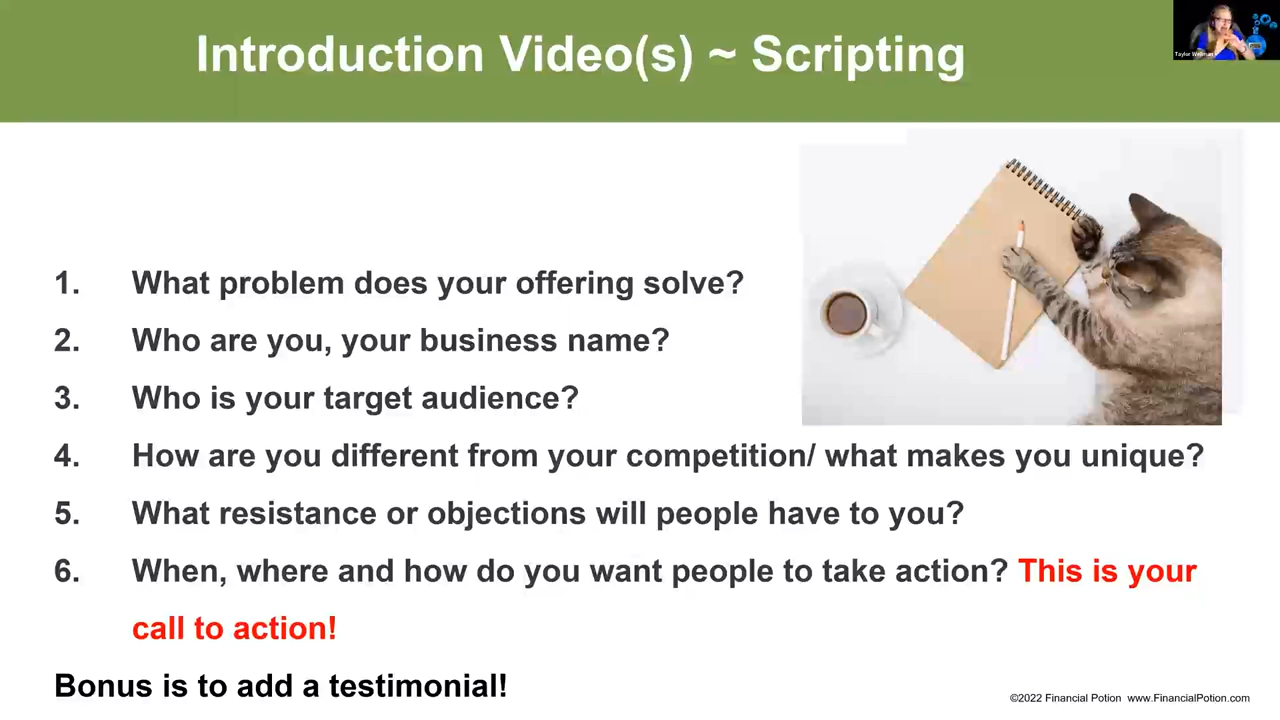 Introduction Video(s) ~ Scripting
Taylor Wellman
1. What problem does your offering solve?
2. Who are you, your business name?
3. Who is your target audience?
4. How are you different from your competition/ what makes you unique?
5. What resistance or objections will people have to you?
6. When, where and how do you want people to take action? This is your
call to action!
Bonus is to add a testimonial!
©2022 Financial Potion www.FinancialPotion.com